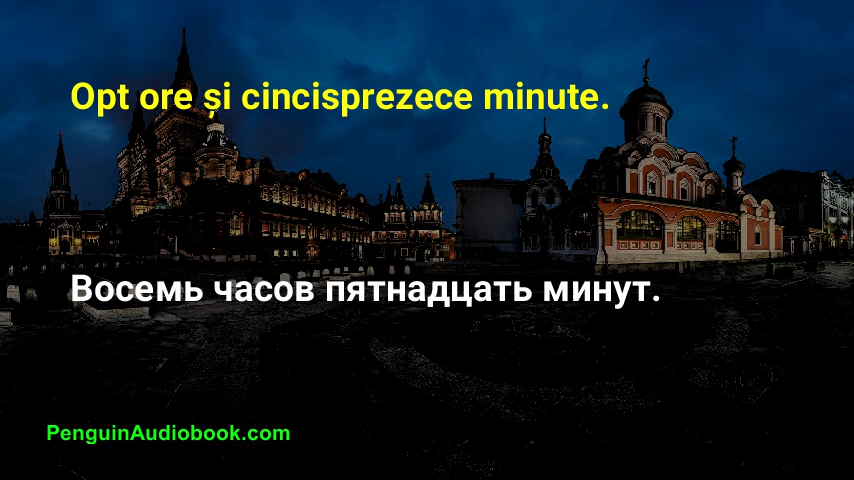 Opt ore și cincisprezece minute.
Восемь часов пятнадцать минут.
PenguinAudiobook.com